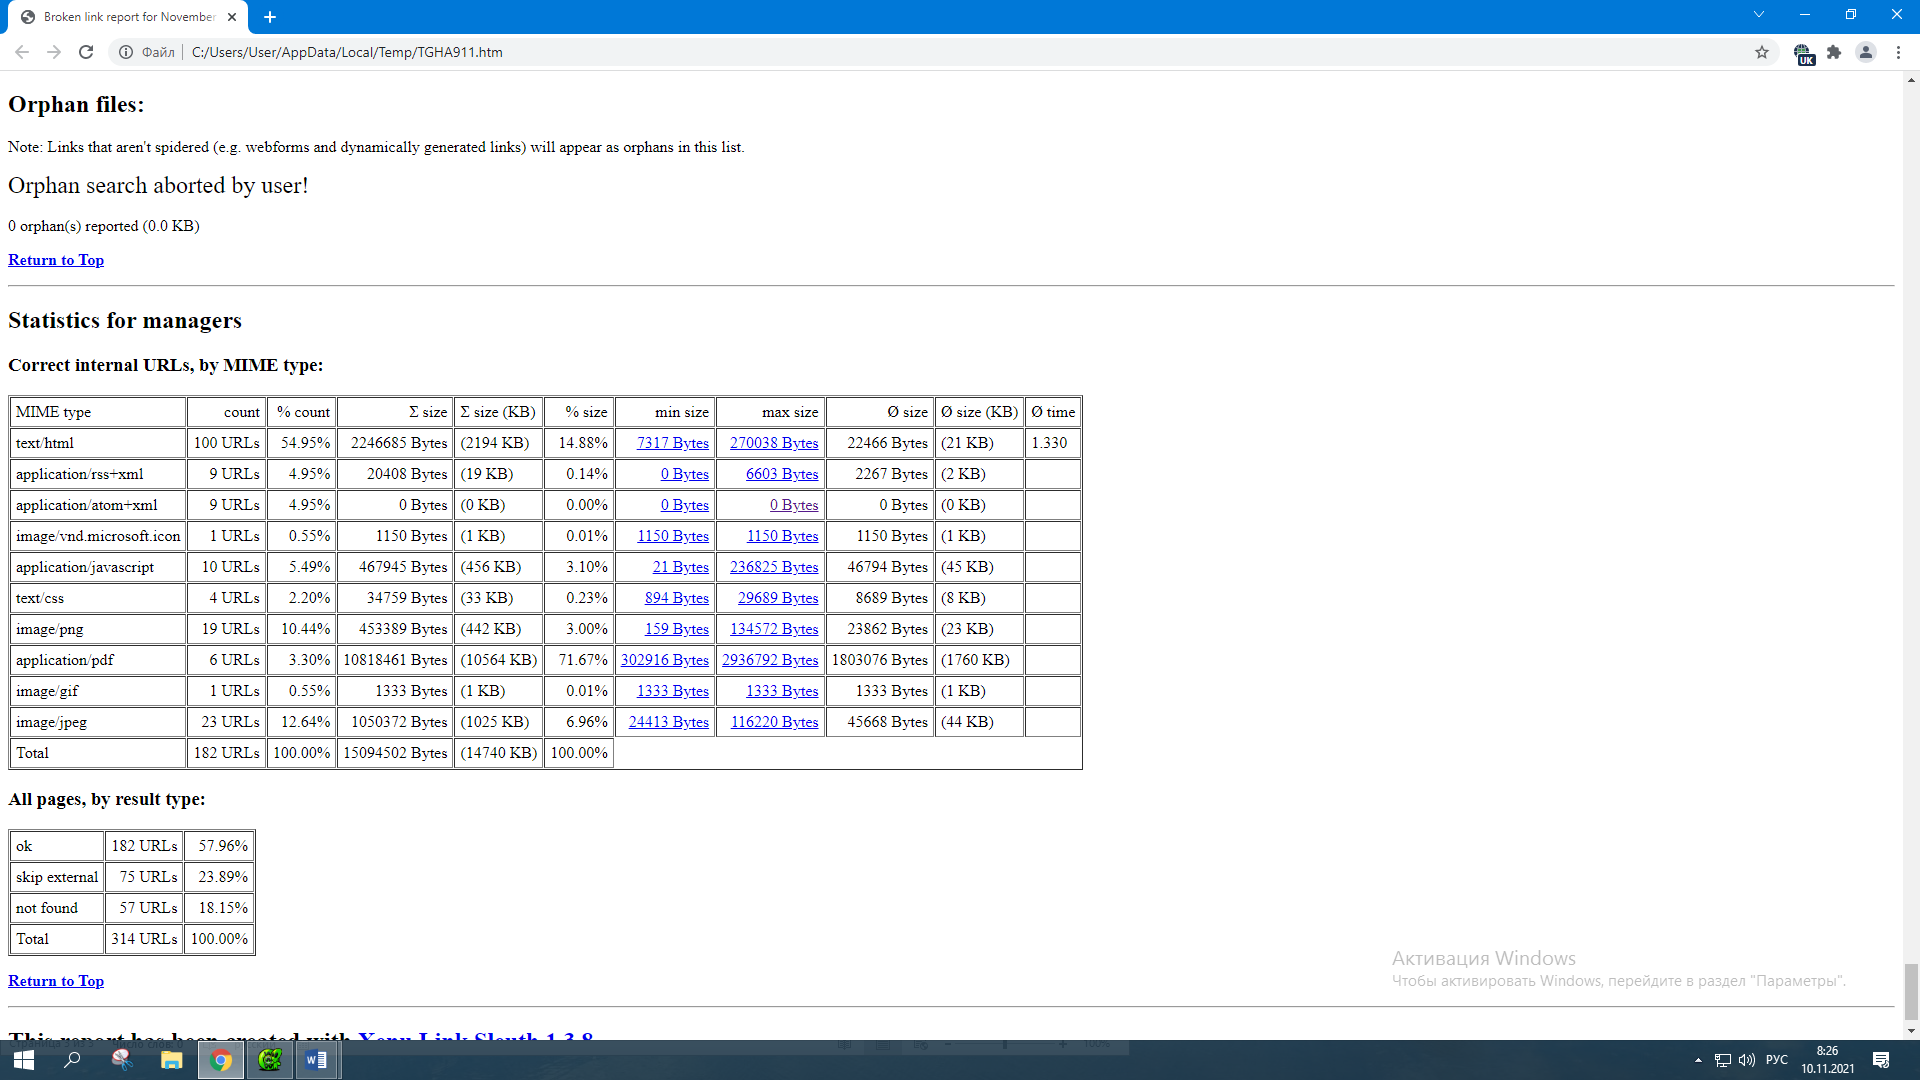 Broken link report for November
Файл
C:/Users/User/AppData/Local/Temp/TGHA911.htm
UK
Orphan files:
Note: Links that aren't spidered (e.g. webforms and dynamically generated links) will appear as orphans in this list.
Orphan search aborted by user!
0 orphan(s) reported (0.0 KB)
Return to Top
Statistics for managers
Correct internal URLs, by MIME type:
MIME type count % count Σ size Σ size (KB) % size min size max size Ø size Ø size (KB) Ø time
text/html 100 URLs 54.95% 2246685 Bytes (2194 KB) 14.88% 7317 Bytes 270038 Bytes 22466 Bytes (21 KB) 1.330
application/rss+xml 9 URLs 4.95% 20408 Bytes (19 KB) 0.14% 0 Bytes 6603 Bytes 2267 Bytes (2 KB)
application/atom+xml 9 URLs 4.95% 0 Bytes (0 KB) 0.00% 0 Bytes 0 Bytes 0 Bytes (0 KB)
image/vnd.microsoft.icon 1 URLs 0.55% 1150 Bytes (1 KB) 0.01% 1150 Bytes 1150 Bytes 1150 Bytes (1 KB)
application/javascript 10 URLs 5.49% 467945 Bytes (456 KB) 3.10% 21 Bytes 236825 Bytes 46794 Bytes (45 KB)
text/css 4 URLs 2.20% 34759 Bytes (33 KB) 0.23% 894 Bytes 29689 Bytes 8689 Bytes (8 KB)
image/png 19 URLs 10.44% 453389 Bytes (442 KB) 3.00% 159 Bytes 134572 Bytes 23862 Bytes (23 KB)
application/pdf 6 URLs 3.30% 10818461 Bytes (10564 KB) 71.67% 302916 Bytes 2936792 Bytes 1803076 Bytes (1760 KB)
image/gif 1 URLs 0.55% 1333 Bytes (1 KB) 0.01% 1333 Bytes 1333 Bytes 1333 Bytes (1 KB)
image/jpeg 23 URLs 12.64% 1050372 Bytes (1025 KB) 6.96% 24413 Bytes 116220 Bytes 45668 Bytes (44 KB)
Total 182 URLs 100.00% 15094502 Bytes (14740 KB) 100.00%
All pages, by result type:
ok 182 URLs 57.96%
skip external 75 URLs 23.89%
not found 57 URLs 18.15%
Total 314 URLs 100.00%
Return to Top
Активация Windows
Чтобы активировать Windows, перейдите в раздел "Параметры".
This report has been created with Xenu Link Sleuth 1.3.8
100%
РУС
8:26
10.11.2021